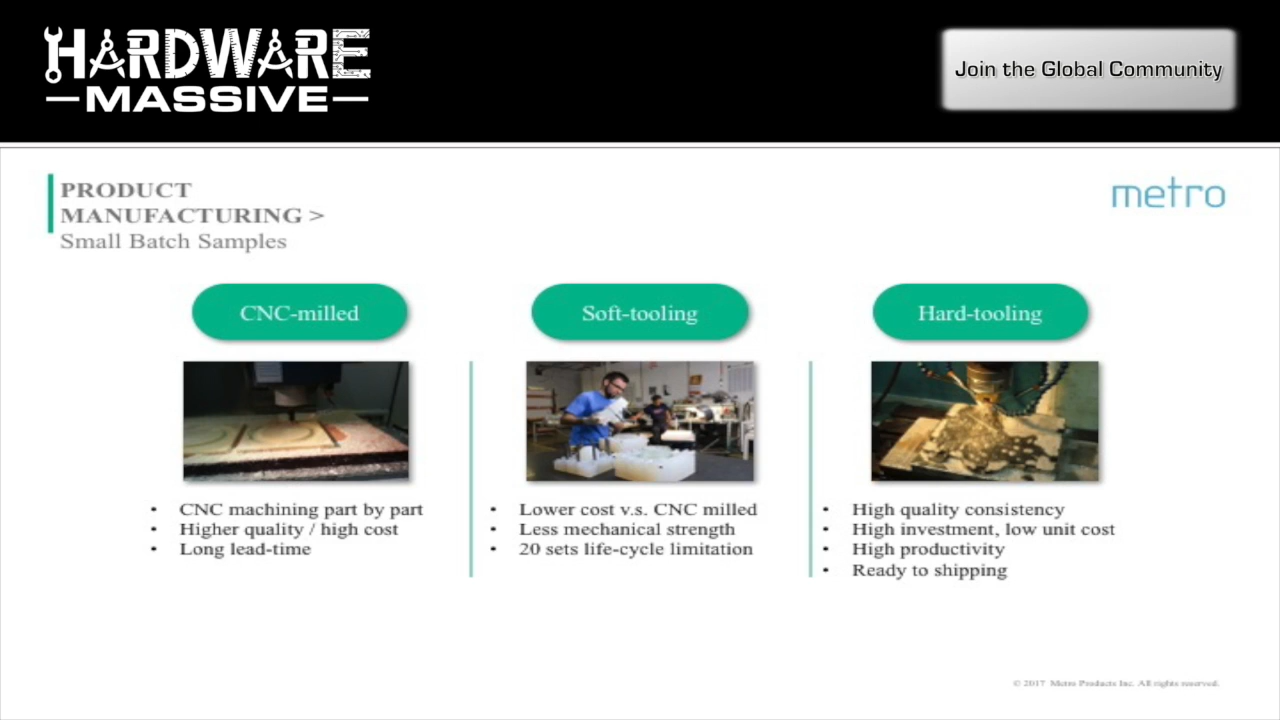 HARDWARE
MASSIVE
Join the Global Community
PRODUCT
MANUFACTURING >
Small Batch Samples
metro
CNC-milled
Soft-tooling
Hard-tooling
• CNC machining part by part
• Higher quality / high cost
• Long lead-time
• Lower cost v.s. CNC milled
• Less mechanical strength
• 20 sets life-cycle limitation
• High quality consistency
• High investment, low unit cost
• High productivity
• Ready to shipping
© 2017 Metro Products Inc. All rights reserved.